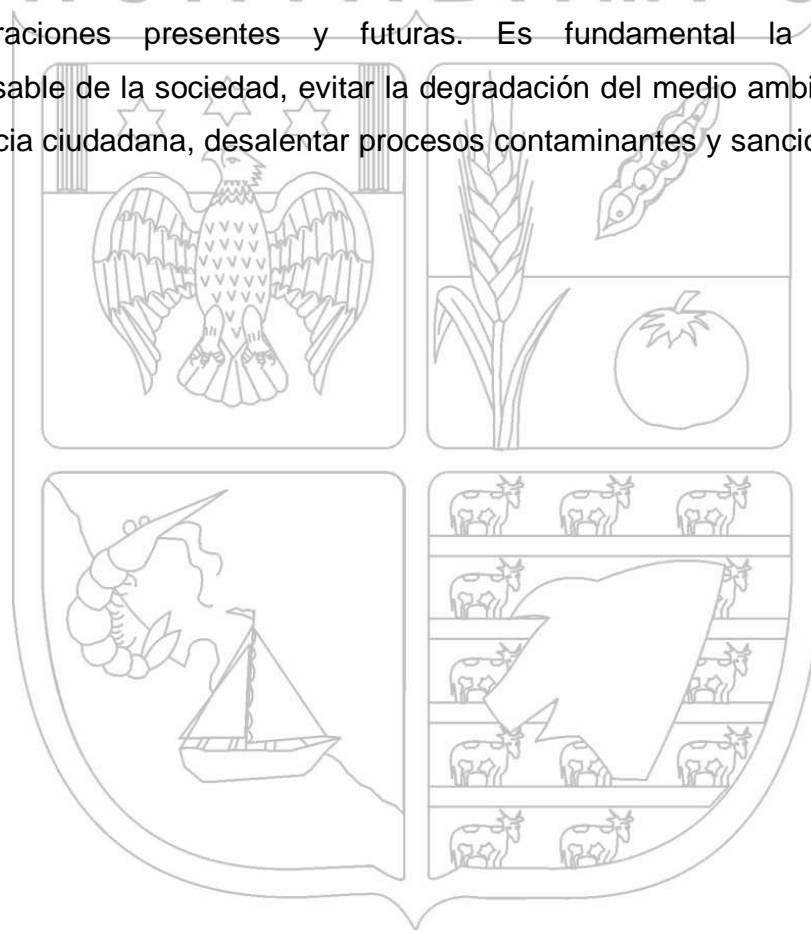 raciones presentes y futuras. Es fundamental la
sable de la sociedad, evitar la degradación del medio ambi
cia ciudadana, desalentar procesos contaminantes y sancio